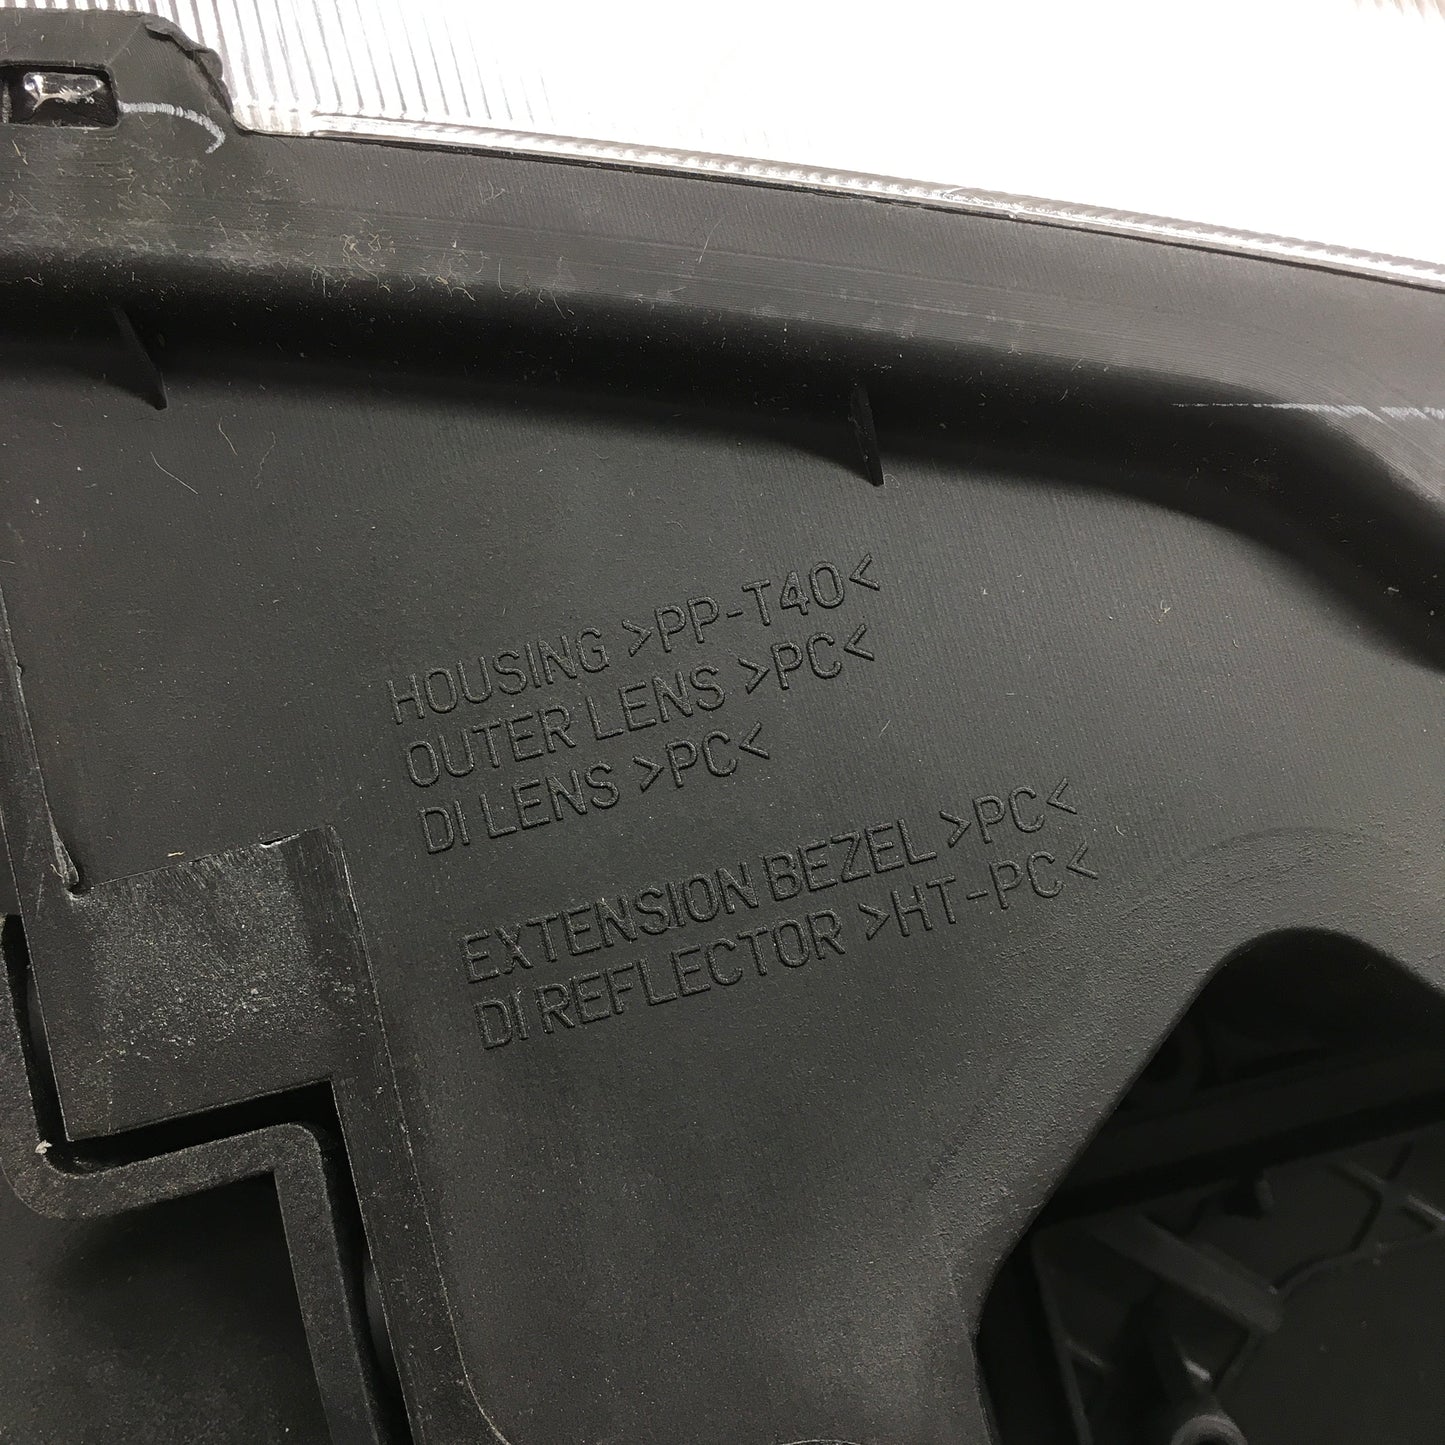 HOUSING >PP-T40<
OUTER LENS >PC<
DI LENS >PC<
EXTENSION BEZEL >PC<
DI REFLECTOR >HT-PC<